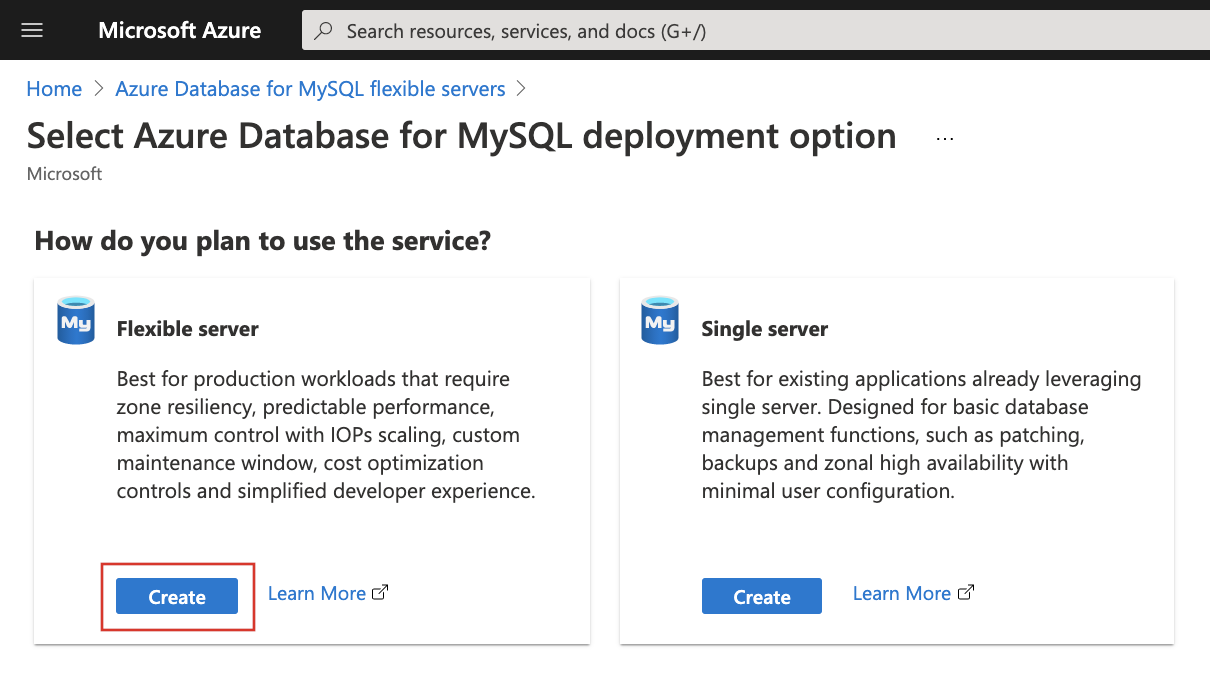 Microsoft Azure
Search resources, services, and docs (G+/)
Home > Azure Database for MySQL flexible servers >
Select Azure Database for MySQL deployment option ...
Microsoft
How do you plan to use the service?
My
Flexible server
Best for production workloads that require
zone resiliency, predictable performance,
maximum control with IOPs scaling, custom
maintenance window, cost optimization
controls and simplified developer experience.
Create
Learn More
My
Single server
Best for existing applications already leveraging
single server. Designed for basic database
management functions, such as patching,
backups and zonal high availability with
minimal user configuration.
Create
Learn More